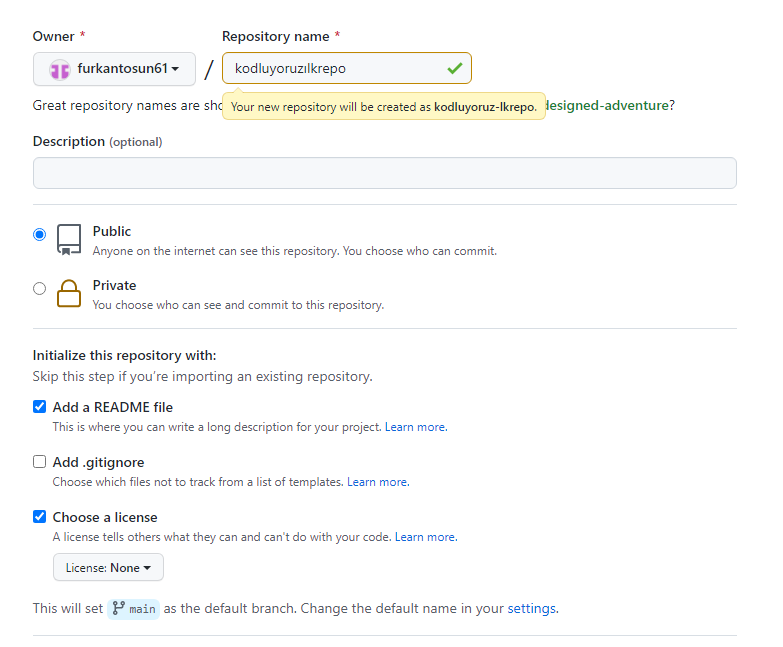 Owner * Repository name *
furkantosun61 / kodluyoruzılkrepo
Great repository names are sho designed-adventure?
Your new repository will be created as kodluyoruz-lkrepo.
Description (optional)
Public
Anyone on the internet can see this repository. You choose who can commit.
Private
You choose who can see and commit to this repository.
Initialize this repository with:
Skip this step if you’re importing an existing repository.
Add a README file
This is where you can write a long description for your project. Learn more.
Add .gitignore
Choose which files not to track from a list of templates. Learn more.
Choose a license
A license tells others what they can and can't do with your code. Learn more.
License: None
This will set main as the default branch. Change the default name in your settings.